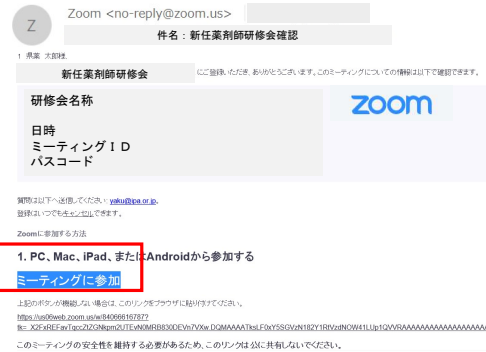 Z
Zoom <no-reply@zoom.us>
件名：新任薬剤師研修会確認
1 県薬 太郎様,
新任薬剤師研修会 にご登録いただき、ありがとうございます。このミーティングについての情報は以下で確認できます。
研修会名称
zoom
日時
ミーティングＩＤ
パスコード
質問は以下へ送信してください: yaku@ipa.or.jp。
登録はいつでもキャンセルできます。
Zoomに参加する方法
1. PC、Mac、iPad、またはAndroidから参加する
ミーティングに参加
上記のボタンが機能しない場合は、このリンクをブラウザに貼り付けてください。
https://us06web.zoom.us/w/84066616787?
このミーティングの安全性を維持する必要があるため、このリンクは公に共有しないでください。